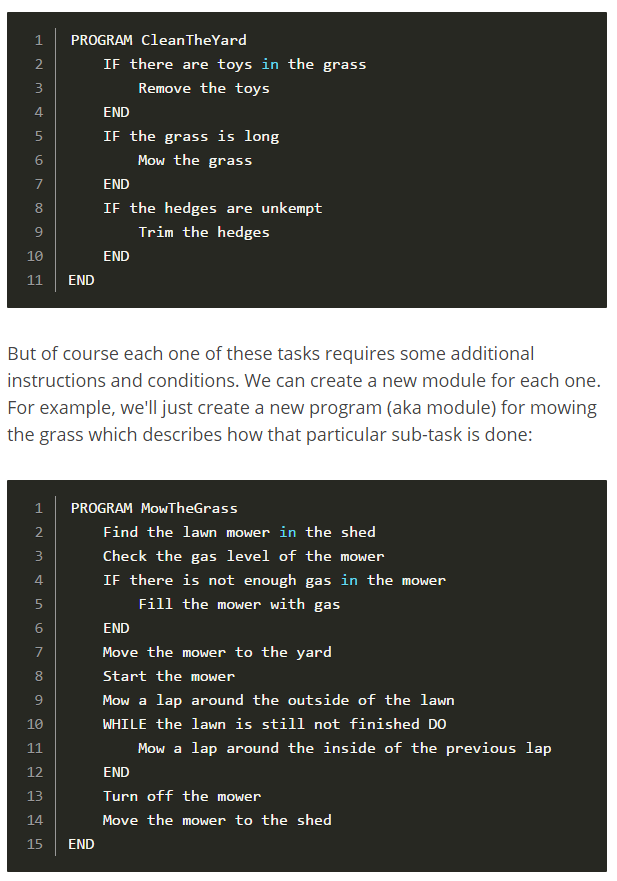 1 PROGRAM CleanTheYard
2 IF there are toys in the grass
3 Remove the toys
4 END
5 IF the grass is long
6 Mow the grass
7 END
8 IF the hedges are unkempt
9 Trim the hedges
10 END
11 END
But of course each one of these tasks requires some additional
instructions and conditions. We can create a new module for each one.
For example, we'll just create a new program (aka module) for mowing
the grass which describes how that particular sub-task is done:
1 PROGRAM MowTheGrass
2 Find the lawn mower in the shed
3 Check the gas level of the mower
4 IF there is not enough gas in the mower
5 Fill the mower with gas
6 END
7 Move the mower to the yard
8 Start the mower
9 Mow a lap around the outside of the lawn
10 WHILE the lawn is still not finished DO
11 Mow a lap around the inside of the previous lap
12 END
13 Turn off the mower
14 Move the mower to the shed
15 END